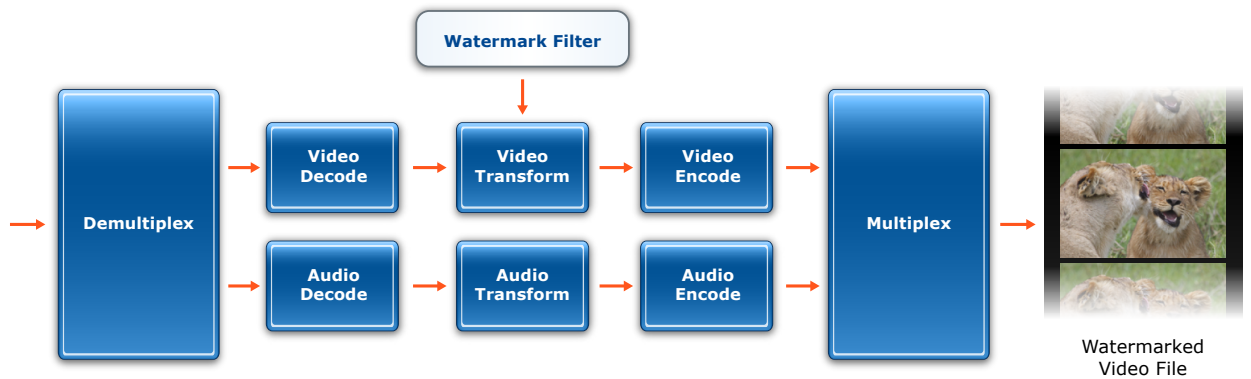 Watermark Filter
Demultiplex
Video
Decode
Video
Transform
Video
Encode
Audio
Decode
Audio
Transform
Audio
Encode
Multiplex
Watermarked
Video File